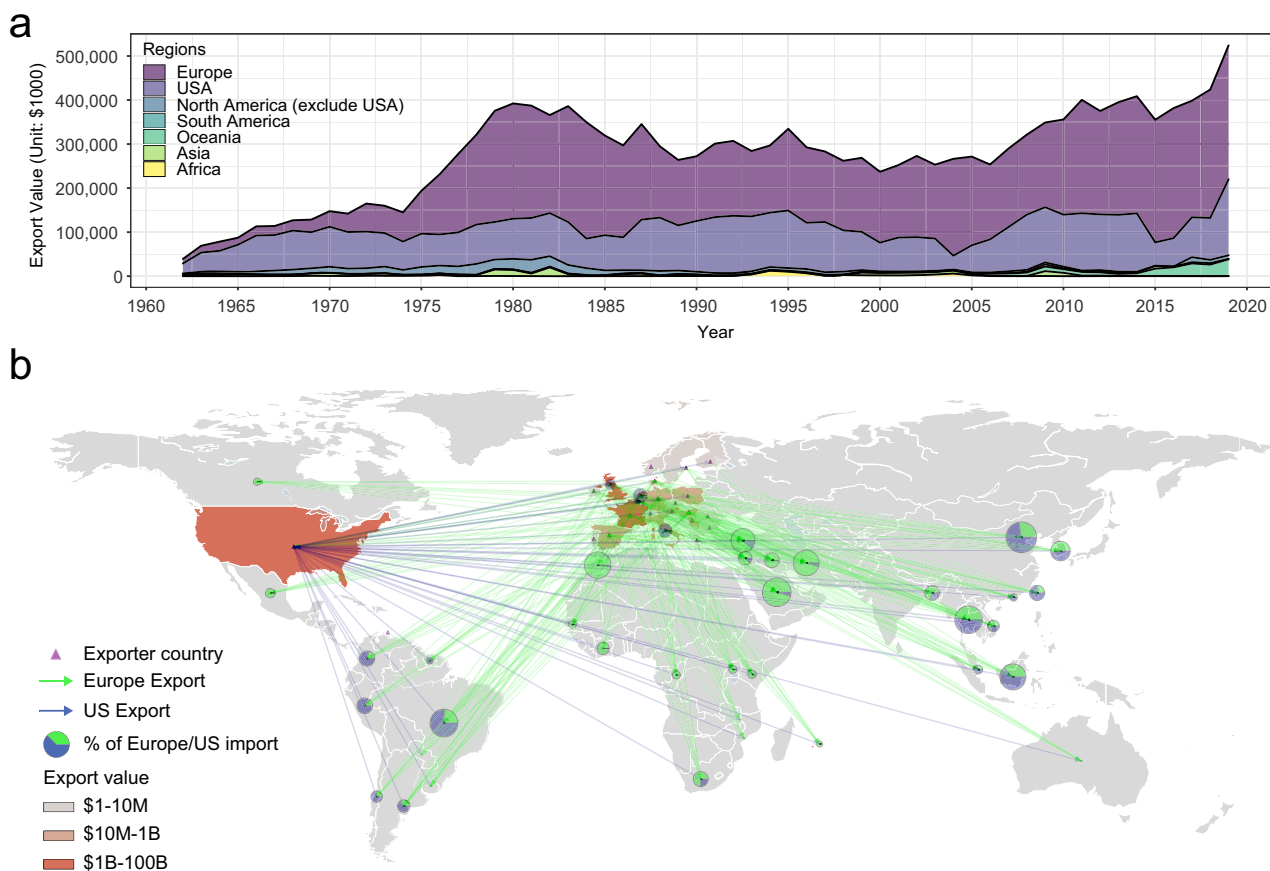 a
Export Value (Unit: $1000)
500,000
400,000
300,000
200,000
100,000
0
Regions
Europe
USA
North America (exclude USA)
South America
Oceania
Asia
Africa
1960 1965 1970 1975 1980 1985 1990 1995 2000 2005 2010 2015 2020
Year
b
Exporter country
Europe Export
US Export
% of Europe/US import
Export value
$1-10M
$10M-1B
$1B-100B